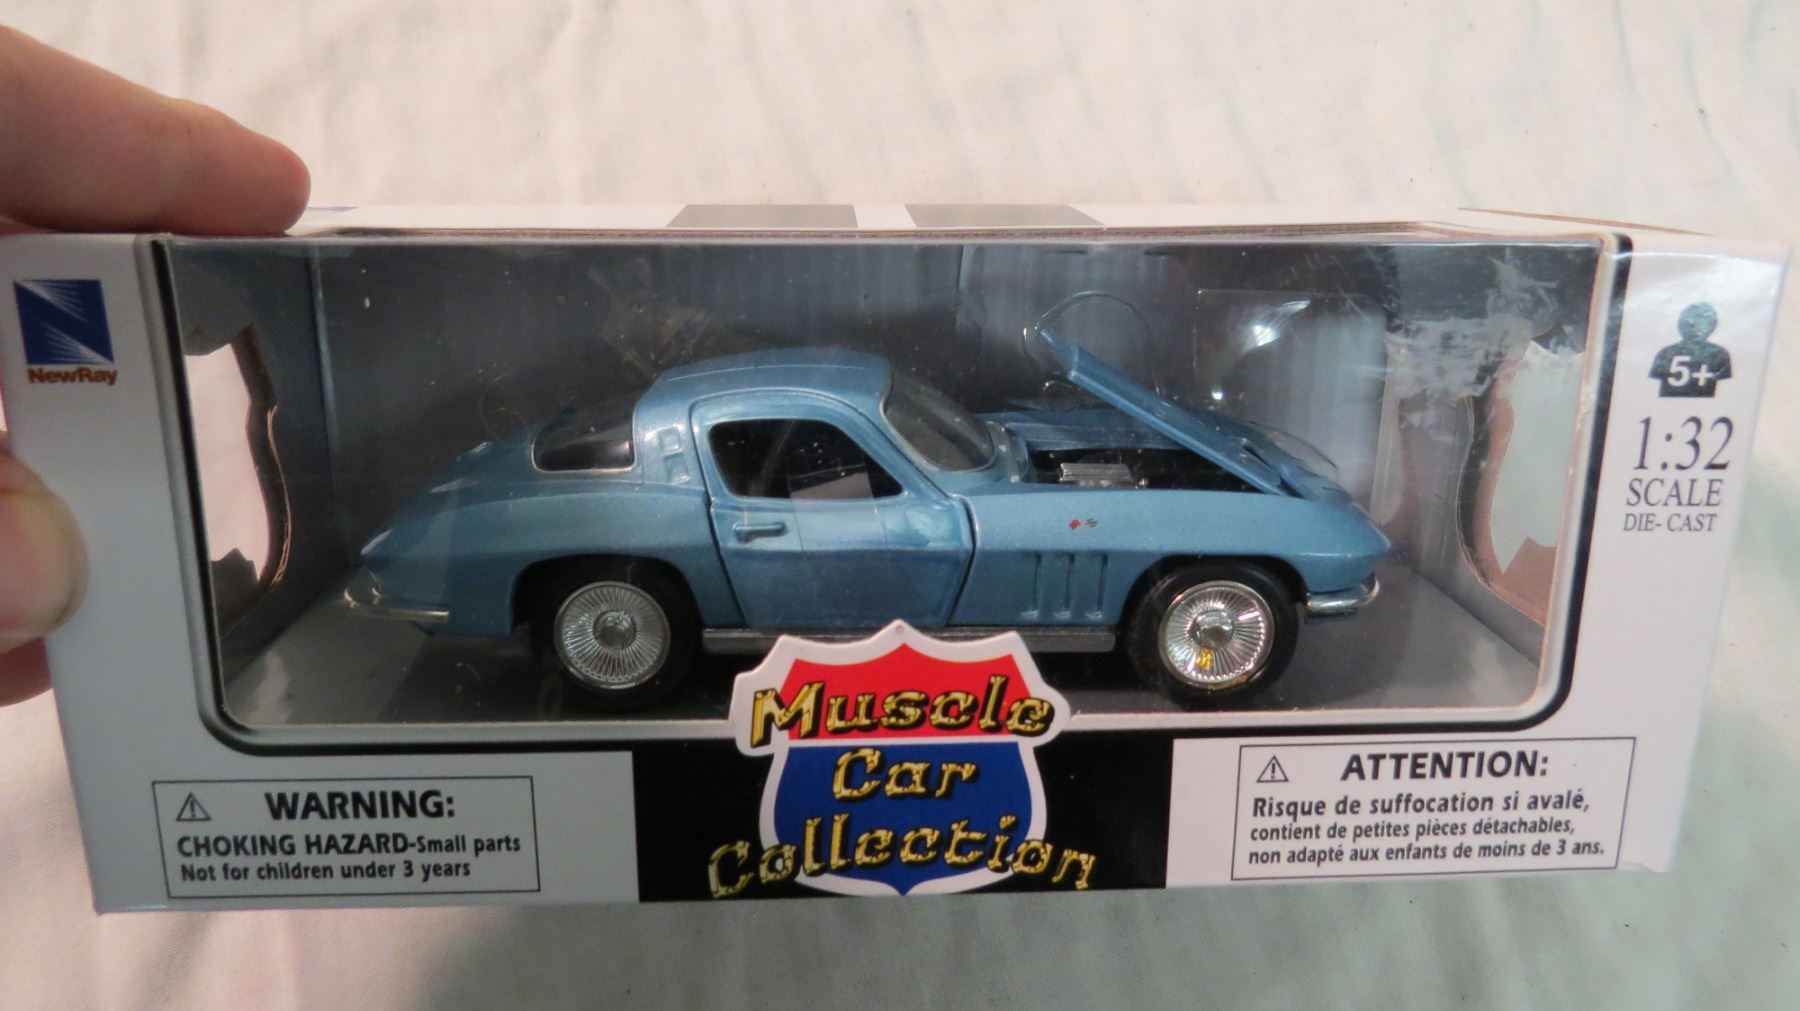 NewRay
5+
1:32
SCALE
DIE-CAST
Muscle
Car
Collection
WARNING:
CHOKING HAZARD-Small parts
Not for children under 3 years
ATTENTION:
Risque de suffocation si avalé,
contient de petites pièces détachables,
non adapté aux enfants de moins de 3 ans.